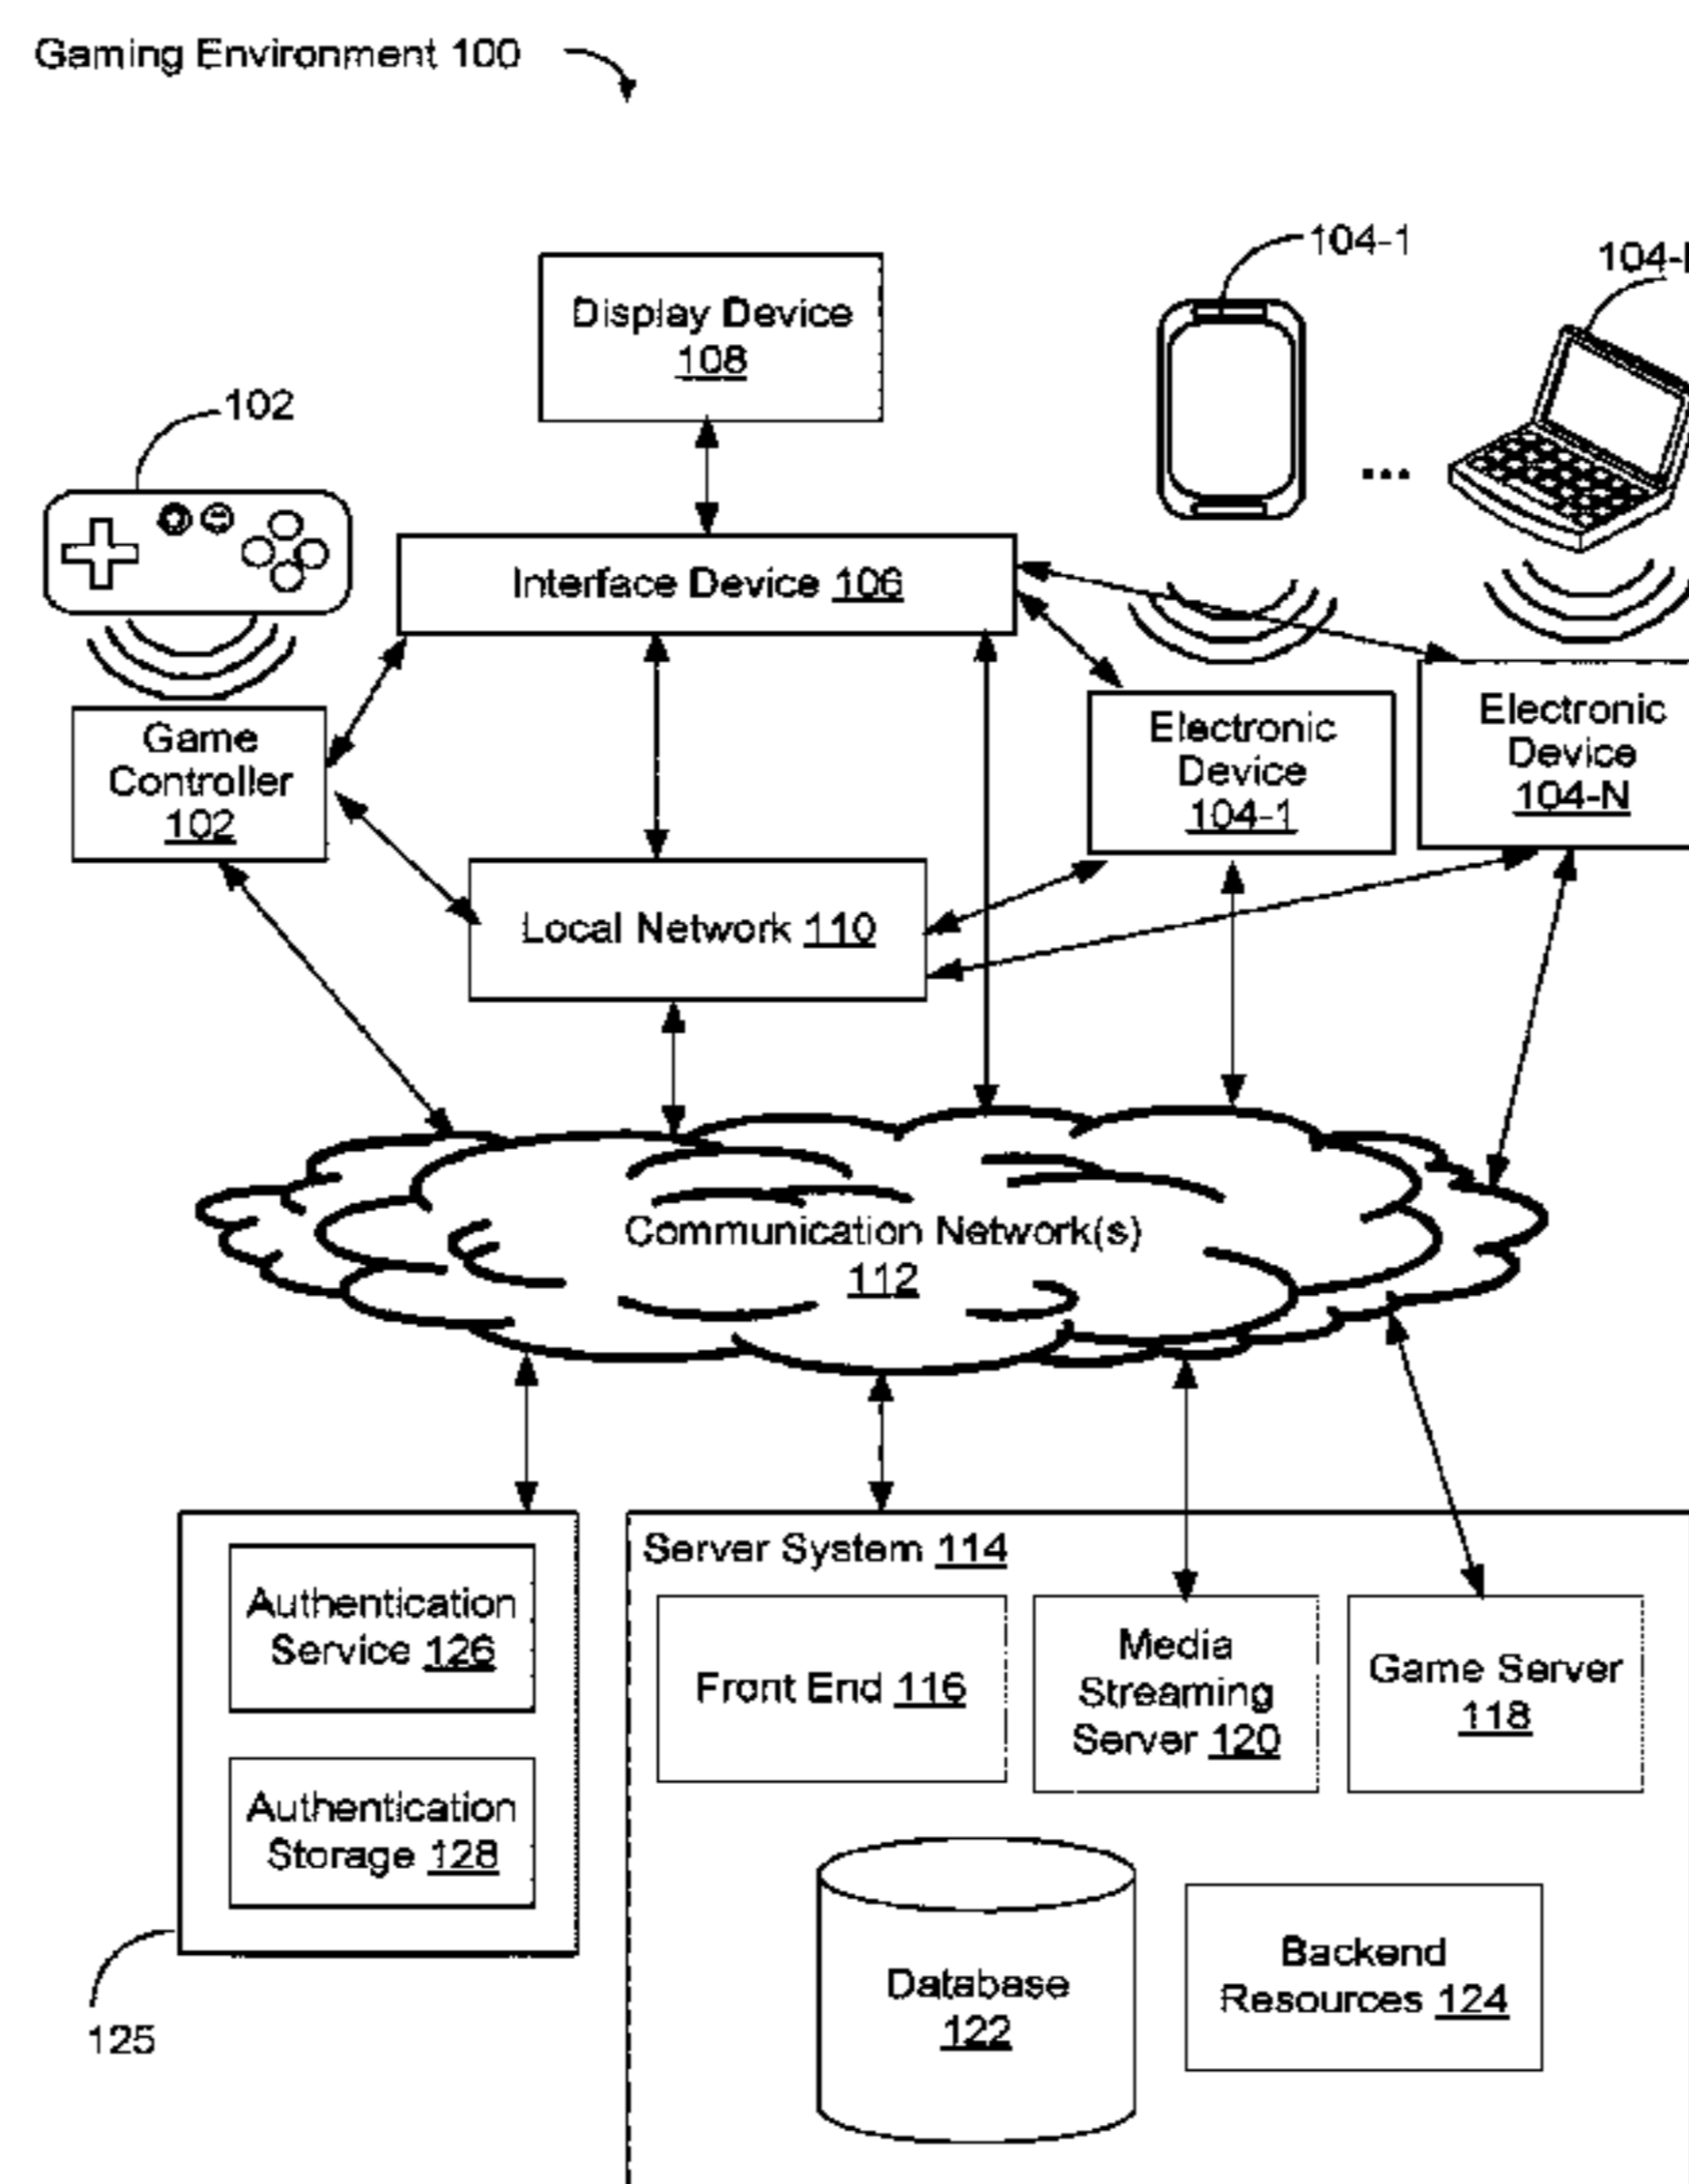 Gaming Environment 100
104-1
104-
Display Device
108
102
Interface Device 106
Game
Controller
102
Electronic
Device
104-1
Electronic
Device
104-N
...
Local Network 110
Communication Network(s)
112
Server System 114
Authentication
Service 126
Front End 116
Media
Streaming
Server 120
Game Server
118
Authentication
Storage 128
Database
122
Backend
Resources 124
125